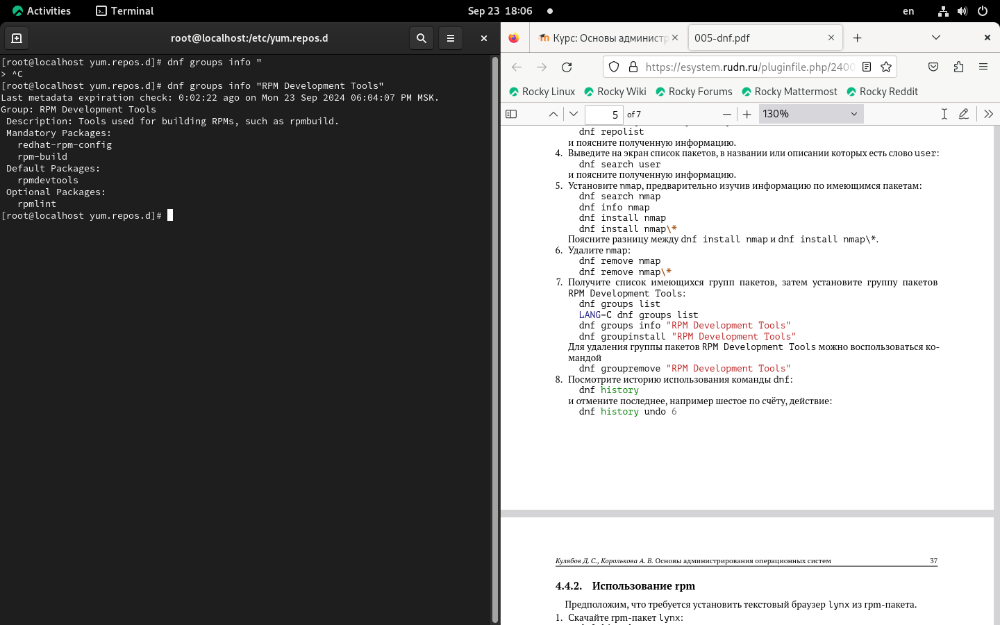 Activities
Terminal
Sep 23 18:06
en
root@localhost:/etc/yum.repos.d
[root@localhost yum.repos.d]# dnf groups info "
> ^C
[root@localhost yum.repos.d]# dnf groups info "RPM Development Tools"
Last metadata expiration check: 0:02:22 ago on Mon 23 Sep 2024 06:04:07 PM MSK.
Group: RPM Development Tools
Description: Tools used for building RPMs, such as rpmbuild.
Mandatory Packages:
redhat-rpm-config
rpm-build
Default Packages:
rpmdevtools
Optional Packages:
rpmlint
[root@localhost yum.repos.d]#
Курс: Основы администр
005-dnf.pdf
https://esystem.rudn.ru/pluginfile.php/2400
Rocky Linux
Rocky Wiki
Rocky Forums
Rocky Mattermost
Rocky Reddit
5 of 7
130%
dnf repolist
и поясните полученную информацию.
4. Выведите на экран список пакетов, в названии или описании которых есть слово user:
dnf search user
и поясните полученную информацию.
5. Установите nmap, предварительно изучив информацию по имеющимся пакетам:
dnf search nmap
dnf info nmap
dnf install nmap
dnf install nmap\*
Поясните разницу между dnf install nmap и dnf install nmap\*.
6. Удалите nmap:
dnf remove nmap
dnf remove nmap\*
7. Получите список имеющихся групп пакетов, затем установите группу пакетов
RPM Development Tools:
dnf groups list
LANG=C dnf groups list
dnf groups info "RPM Development Tools"
dnf groupinstall "RPM Development Tools"
Для удаления группы пакетов RPM Development Tools можно воспользоваться ко-
мандой
dnf groupremove "RPM Development Tools"
8. Посмотрите историю использования команды dnf:
dnf history
и отмените последнее, например шестое по счёту, действие:
dnf history undo 6
Кулябов Д. С., Королькова А. В. Основы администрирования операционных систем
37
4.4.2. Использование rpm
Предположим, что требуется установить текстовый браузер lynx из rpm-пакета.
1. Скачайте rpm-пакет lynx: